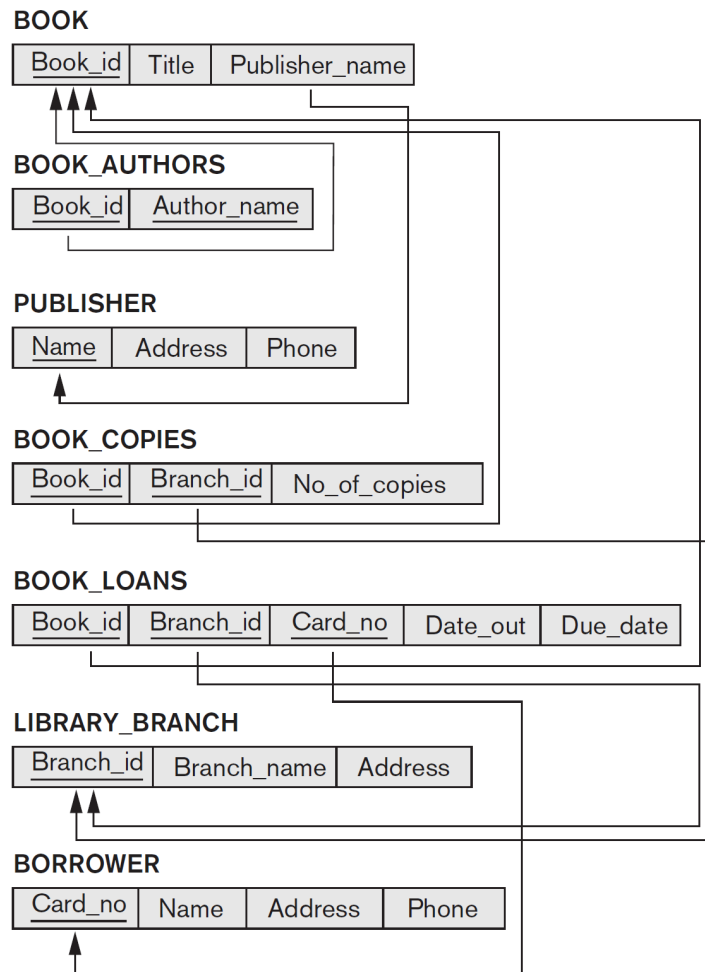 BOOK
Book_id Title Publisher_name
BOOK_AUTHORS
Book_id Author_name
PUBLISHER
Name Address Phone
BOOK_COPIES
Book_id Branch_id No_of_copies
BOOK_LOANS
Book_id Branch_id Card_no Date_out Due_date
LIBRARY_BRANCH
Branch_id Branch_name Address
BORROWER
Card_no Name Address Phone